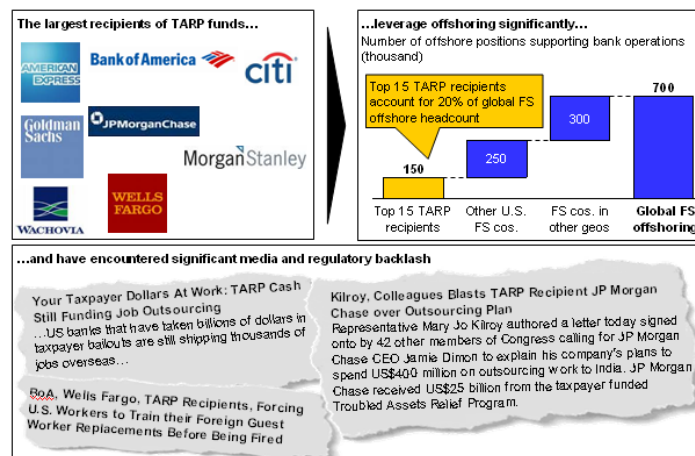 The largest recipients of TARP funds...
AMERICAN
EXPRESS
Bank of America
citi
Goldman
Sachs
JPMorganChase
MorganStanley
WACHOVIA
WELLS
FARGO
...leverage offshoring significantly...
Number of offshore positions supporting bank operations
(thousand)
Top 15 TARP recipients
account for 20% of global FS
offshore headcount
150
250
300
700
Top 15 TARP
recipients
Other U.S.
FS cos.
FS cos. in
other geos
Global FS
offshoring
...and have encountered significant media and regulatory backlash
Your Taxpayer Dollars At Work: TARP Cash
Still Funding Job Outsourcing
...US banks that have taken billions of dollars in
taxpayer bailouts are still shipping thousands of
jobs overseas...
BoA, Wells Fargo, TARP Recipients, Forcing
U.S. Workers to Train their Foreign Guest
Worker Replacements Before Being Fired
Kilroy, Colleagues Blasts TARP Recipient JP Morgan
Chase over Outsourcing Plan
Representative Mary Jo Kilroy authored a letter today signed
onto by 42 other members of Congress calling for JP Morgan
Chase CEO Jamie Dimon to explain his company's plans to
spend US$400 million on outsourcing work to India. JP Morgan
Chase received US$25 billion from the taxpayer funded
Troubled Assets Relief Program.